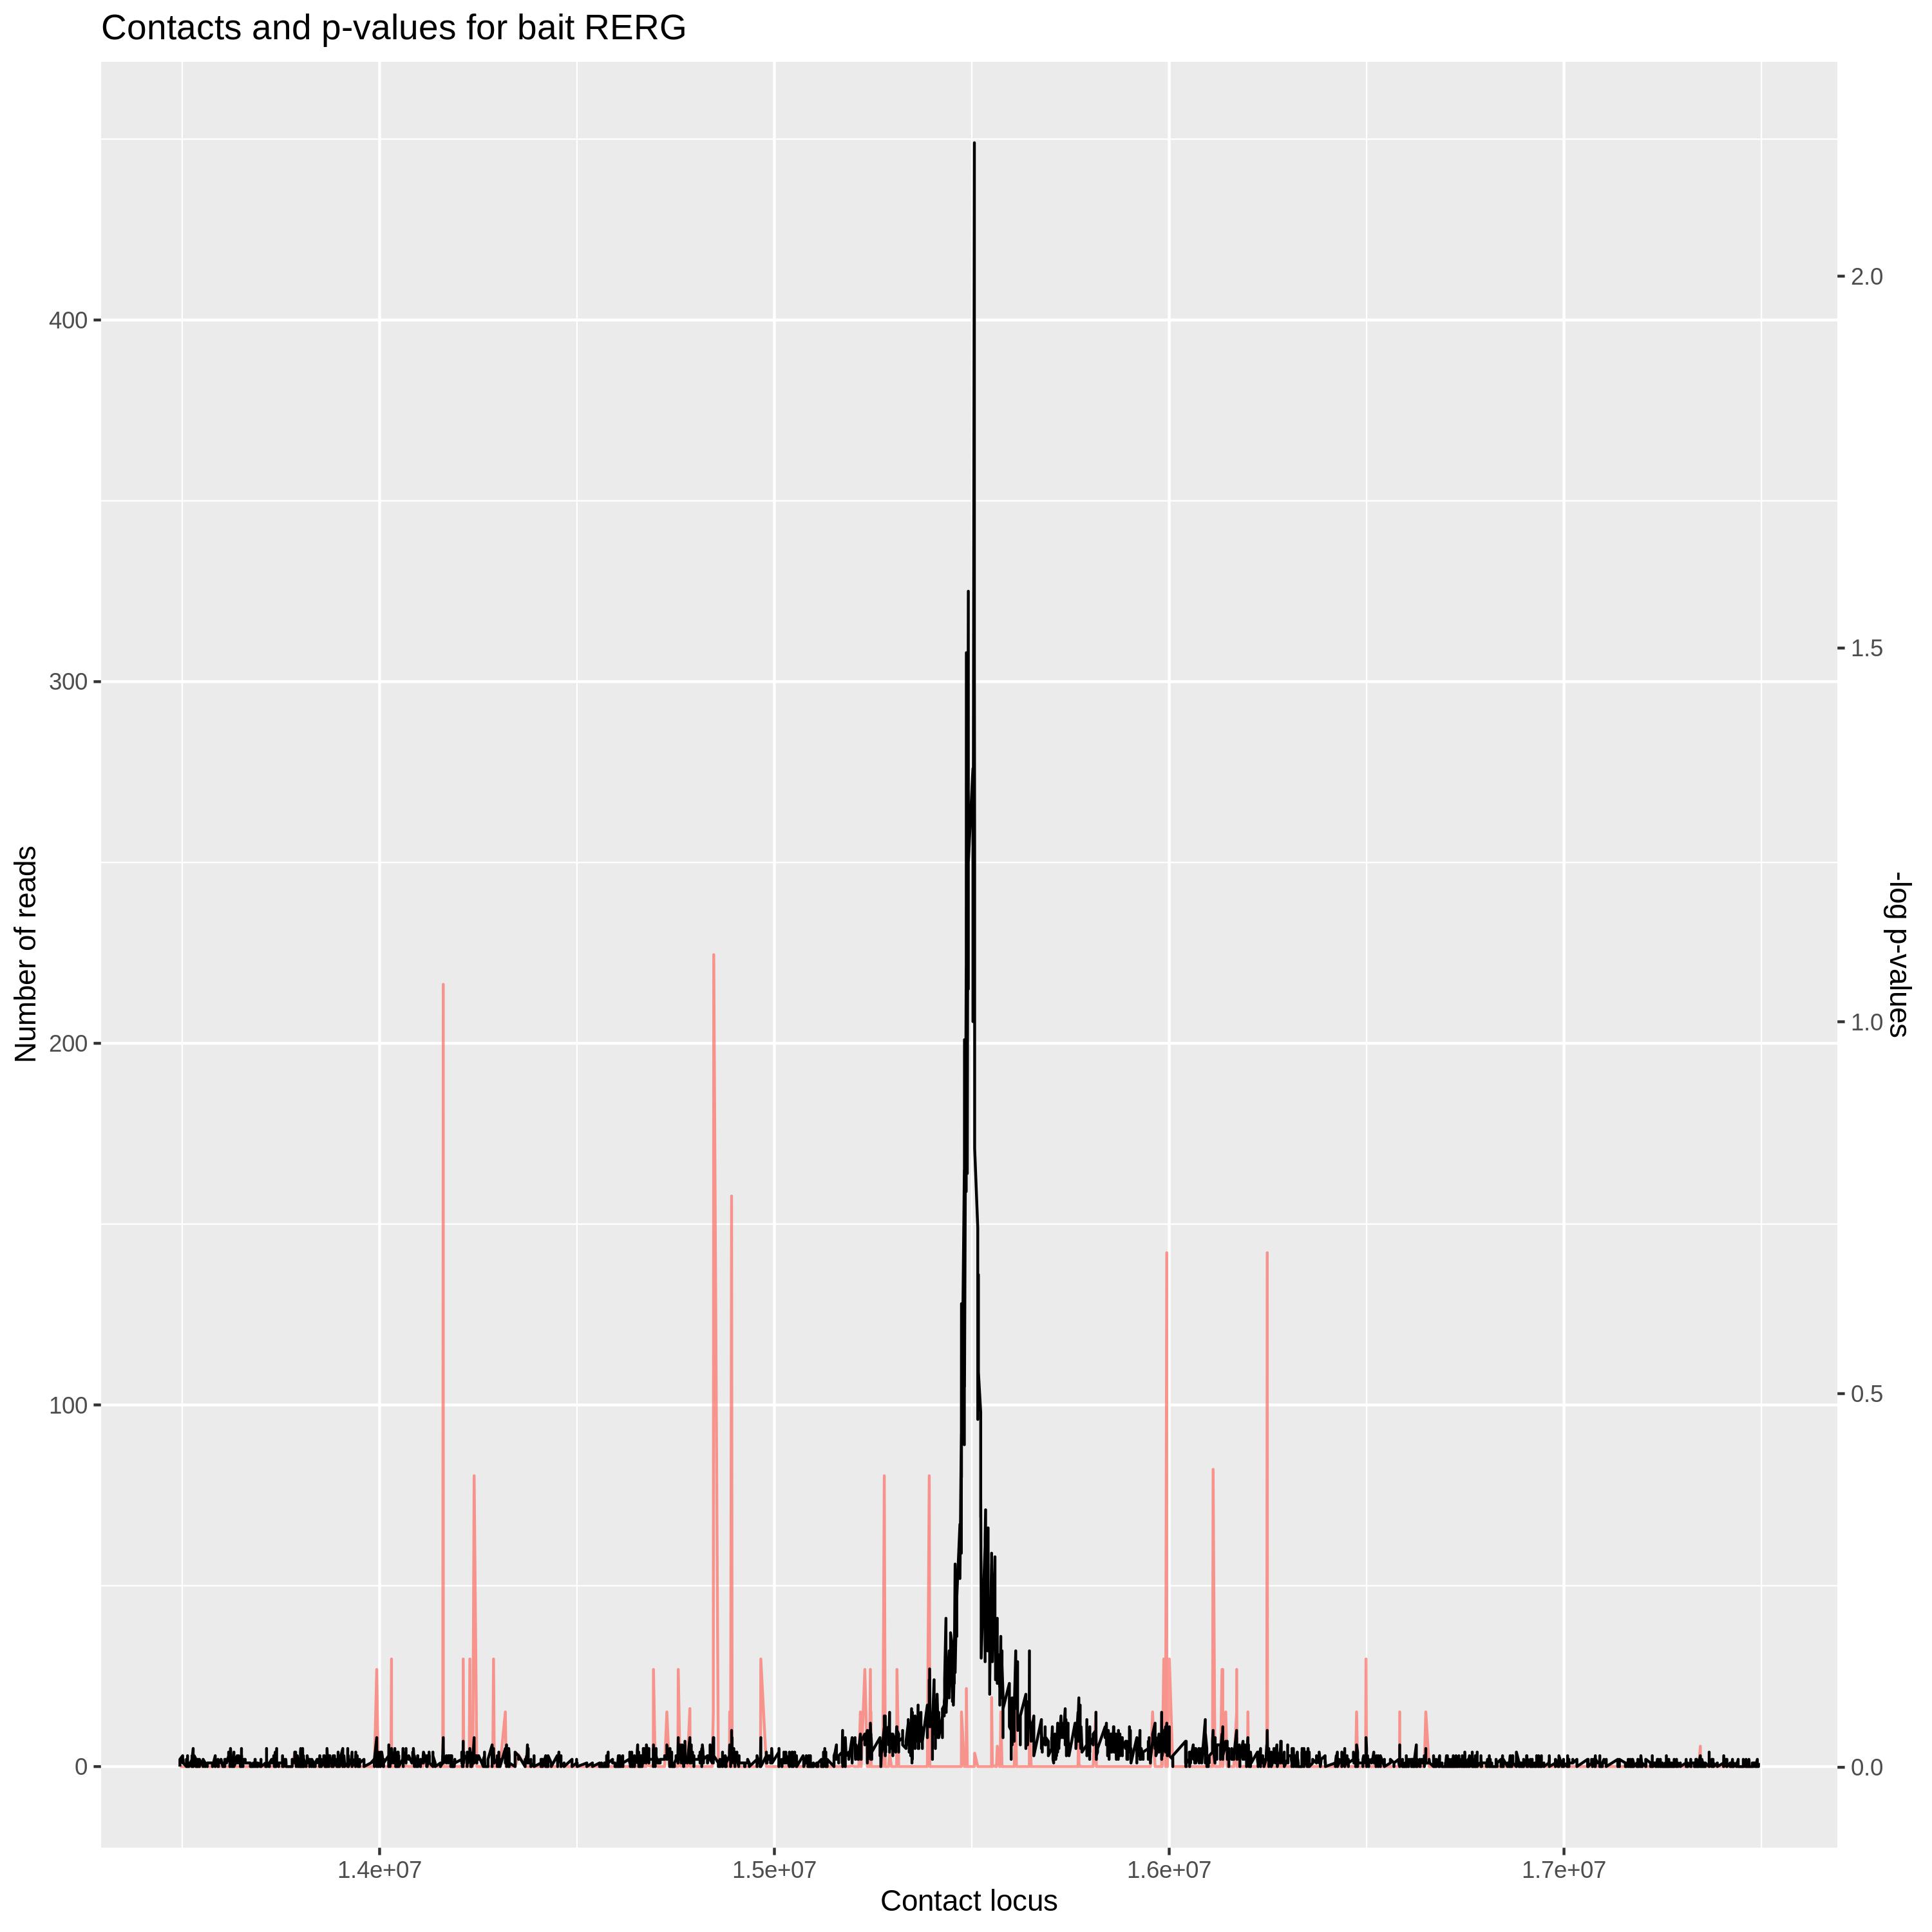 Contacts and p-values for bait RERG
Number of reads
400
300
200
100
0
2.0
1.5
1.0
0.5
0.0
-log p-values
1.4e+07
1.5e+07
1.6e+07
1.7e+07
Contact locus